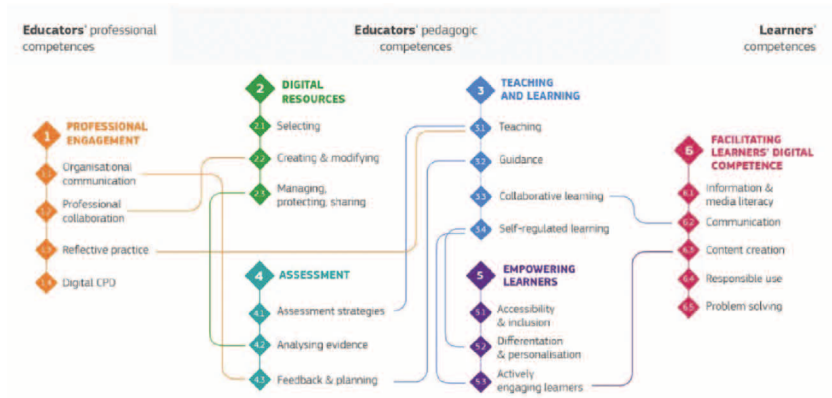 Educators' professional
competences
Educators' pedagogic
competences
Learners'
competences
1
PROFESSIONAL
ENGAGEMENT
1.1
Organisational
communication
1.2
Professional
collaboration
1.3
Reflective practice
1.4
Digital CPD
2
DIGITAL
RESOURCES
2.1
Selecting
2.2
Creating & modifying
2.3
Managing,
protecting, sharing
4
ASSESSMENT
4.1
Assessment strategies
4.2
Analysing evidence
4.3
Feedback & planning
3
TEACHING
AND LEARNING
3.1
Teaching
3.2
Guidance
3.3
Collaborative learning
3.4
Self-regulated learning
5
EMPOWERING
LEARNERS
5.1
Accessibility
& inclusion
5.2
Differentation
& personalisation
5.3
Actively
engaging learners
6
FACILITATING
LEARNERS' DIGITAL
COMPETENCE
6.1
Information &
media literacy
6.2
Communication
6.3
Content creation
6.4
Responsible use
6.5
Problem solving